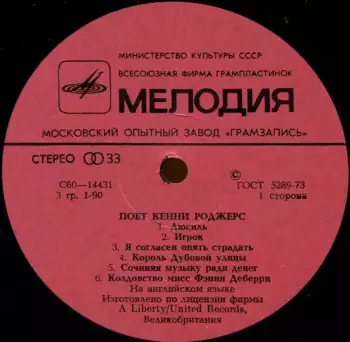 МИНИСТЕРСТВО КУЛЬТУРЫ СССР
ВСЕСОЮЗНАЯ ФИРМА ГРАМПЛАСТИНОК
МЕЛОДИЯ
МОСКОВСКИЙ ОПЫТНЫЙ ЗАВОД «ГРАМЗАПИСЬ»
СТЕРЕО 33
С60—14431
3 гр. 1-90
©
ГОСТ 5289-73
1 сторона
ПОЕТ КЕННИ РОДЖЕРС
1. Люсиль
2. Игрок
3. Я согласен опять страдать
4. Король Дубовой улицы
5. Сочиняя музыку ради денег
6. Колдовство мисс Фэнни Деберри
На английском языке
Изготовлено по лицензии фирмы
A Liberty/United Records,
Великобритания